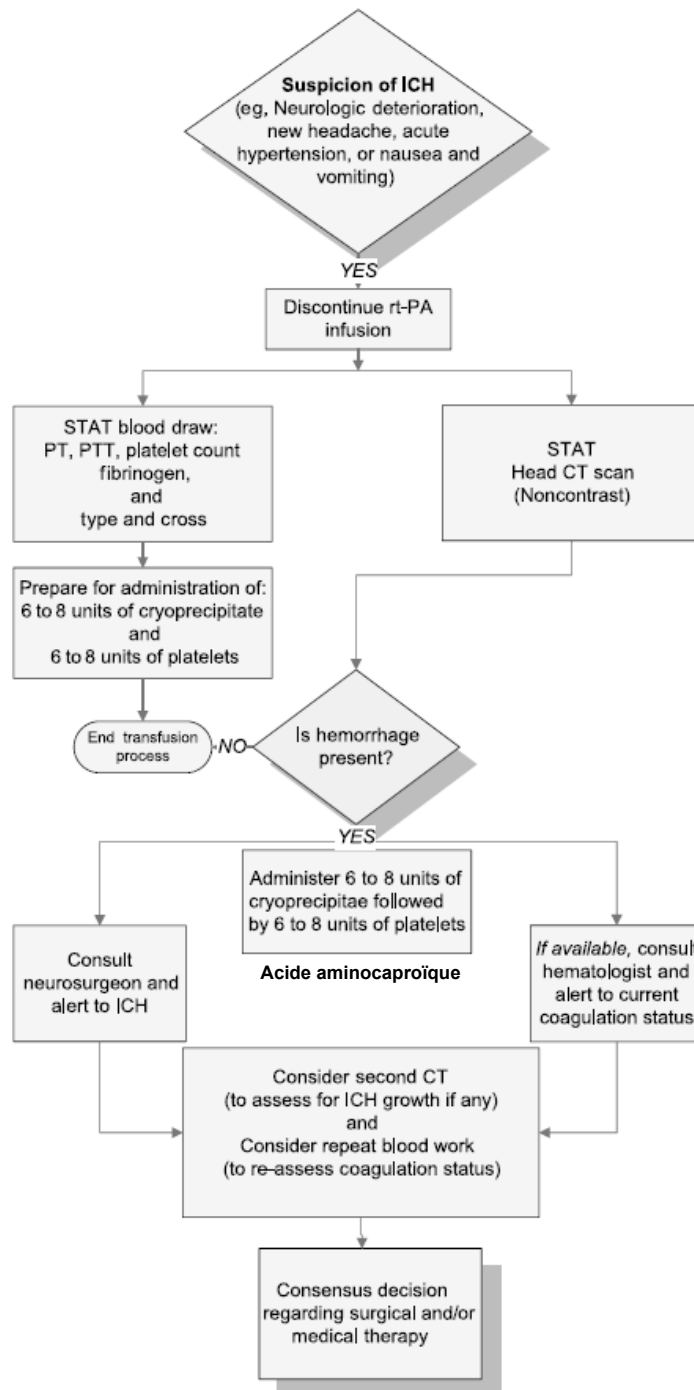 Suspicion of ICH
(eg, Neurologic deterioration,
new headache, acute
hypertension, or nausea and
vomiting)
YES
Discontinue rt-PA
infusion
STAT blood draw:
PT, PTT, platelet count
fibrinogen,
and
type and cross
STAT
Head CT scan
(Noncontrast)
Prepare for administration of:
6 to 8 units of cryoprecipitate
and
6 to 8 units of platelets
End transfusion
process
NO
Is hemorrhage
present?
YES
Administer 6 to 8 units of
cryoprecipitae followed
by 6 to 8 units of platelets
Acide aminocaproïque
Consult
neurosurgeon and
alert to ICH
If available, consult
hematologist and
alert to current
coagulation status
Consider second CT
(to assess for ICH growth if any)
and
Consider repeat blood work
(to re-assess coagulation status)
Consensus decision
regarding surgical and/or
medical therapy